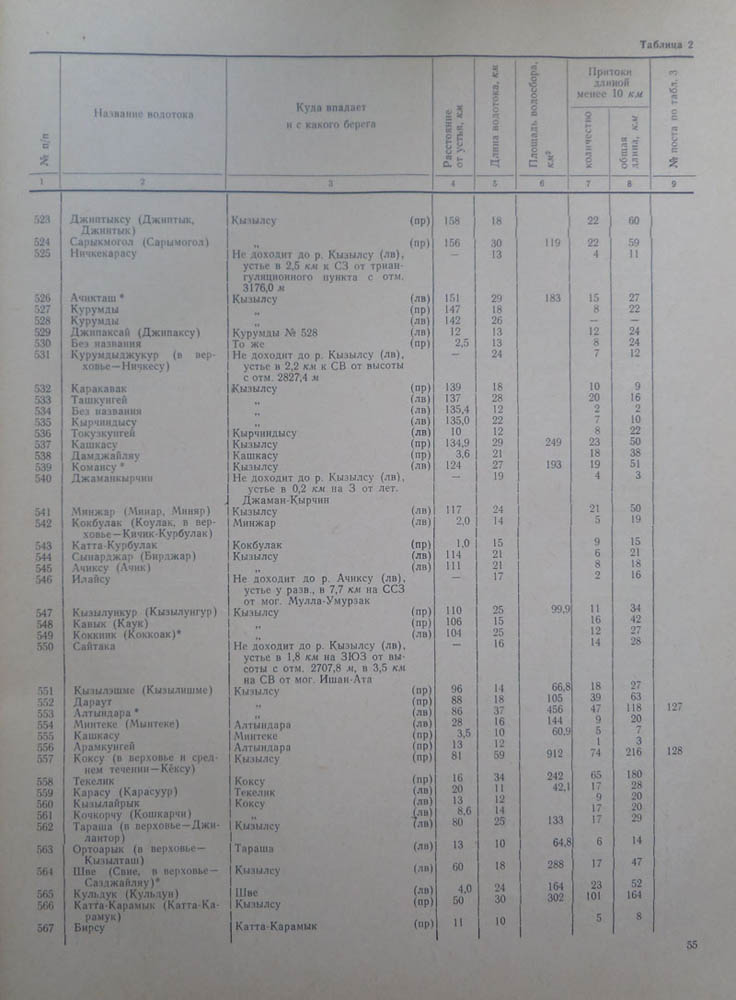 Таблица 2
№ п/п
Название водотока
Куда впадает
и с какого берега
Расстояние
от устья, км
Длина водотока, км
Площадь водосбора,
км²
Притоки
длиной
менее 10 км
количество
общая
длина, км
№ поста по табл. 3
1 2 3 4 5 6 7 8 9
523 Джиптыксу (Джиптык, Кызылсу (пр) 158 18 22 60
Джинтык)
524 Сарыкмогол (Сарымогол) „ (пр) 156 30 119 22 59
525 Ничкекарасу Не доходит до р. Кызылсу (лв), — 13 4 11
устье в 2,5 км к СЗ от триан-
гуляционного пункта с отм.
3176,0 м
526 Ачикташ * Кызылсу (лв) 151 29 183 15 27
527 Курумды „ (пр) 147 18 8 22
528 Курумды „ (лв) 142 26 — —
529 Джипаксай (Джипаксу) Курумды № 528 (лв) 12 13 12 24
530 Без названия То же (пр) 2,5 13 8 24
531 Курумдыджукур (в вер- Не доходит до р. Кызылсу (лв), — 24 7 12
ховье—Ничкесу) устье в 2,2 км к СВ от высоты
с отм. 2827,4 м
532 Каракавак Кызылсу (пр) 139 18 10 9
533 Ташкунгей „ (лв) 137 28 20 16
534 Без названия „ (лв) 135,4 12 2 2
535 Кырчиндысу „ (лв) 135,0 22 7 10
536 Токузкунгей Кырчиндысу (лв) 10 12 8 22
537 Кашкасу Кызылсу (пр) 134,9 29 249 23 50
538 Дамджайляу Кашкасу (пр) 3,6 21 18 38
539 Комансу * Кызылсу (лв) 124 27 193 19 51
540 Джаманкырчин Не доходит до р. Кызылсу (лв), — 19 4 3
устье в 0,2 км на З от лет.
Джаман-Кырчин
541 Минжар (Минар, Миняр) Кызылсу (лв) 117 24 21 50
542 Кокбулак (Коулак, в вер- Минжар (лв) 2,0 14 5 19
ховье—Кичик-Курбулак)
543 Катта-Курбулак Кокбулак (пр) 1,0 15 9 15
544 Сынарджар (Бирджар) Кызылсу (лв) 114 21 6 21
545 Ачиксу (Ачик) „ (лв) 111 21 8 18
546 Илайсу Не доходит до р. Ачиксу (лв), — 17 2 16
устье у разв., в 7,7 км на ССЗ
от мог. Мулла-Умурзак
547 Кызылункур (Кызылунгур) Кызылсу (пр) 110 25 99,9 11 34
548 Кавык (Каук) „ (пр) 106 15 16 42
549 Коккиик (Коккоак)* „ (лв) 104 25 12 27
550 Сайтака Не доходит до р. Кызылсу (лв), — 16 14 28
устье в 1,8 км на ЗЮЗ от вы-
соты с отм. 2707,8 м, в 3,5 км
на СВ от мог. Ишан-Ата
551 Кызылэшме (Кызылишме) Кызылсу (пр) 96 14 66,8 18 27
552 Дараут „ (пр) 88 18 105 39 63
553 Алтындара * „ (лв) 86 37 456 47 118 127
554 Минтеке (Мынтеке) Алтындара (лв) 28 16 144 9 20
555 Кашкасу Минтеке (пр) 3,5 10 60,9 5 7
556 Арамкунгей Алтындара (пр) 13 12 1 3
557 Коксу (в верховье и сред- Кызылсу (пр) 81 59 912 74 216 128
нем течении—Кёксу)
558 Текелик Коксу (пр) 16 34 242 65 180
559 Карасу (Карасуур) Текелик (лв) 20 11 42,1 17 28
560 Кызылайрык Коксу (лв) 13 12 9 20
561 Кочкорчу (Кошкарчи) „ (лв) 8,6 14 17 20
562 Тараша (в верховье—Джи- Кызылсу (лв) 80 25 133 17 29
лантор)
563 Ортоарык (в верховье— Тараша (лв) 13 10 64,8 6 14
Кызылташ)
564 Шве (Свие, в верховье— Кызылсу (лв) 60 18 288 17 47
Сазджайляу)*
565 Кульдук (Кульдун) Шве (лв) 4,0 24 164 23 52
566 Катта-Карамык (Катта-Ка- Кызылсу (пр) 50 30 302 101 164
рамук)
567 Бирсу Катта-Карамык (пр) 11 10 5 8
55